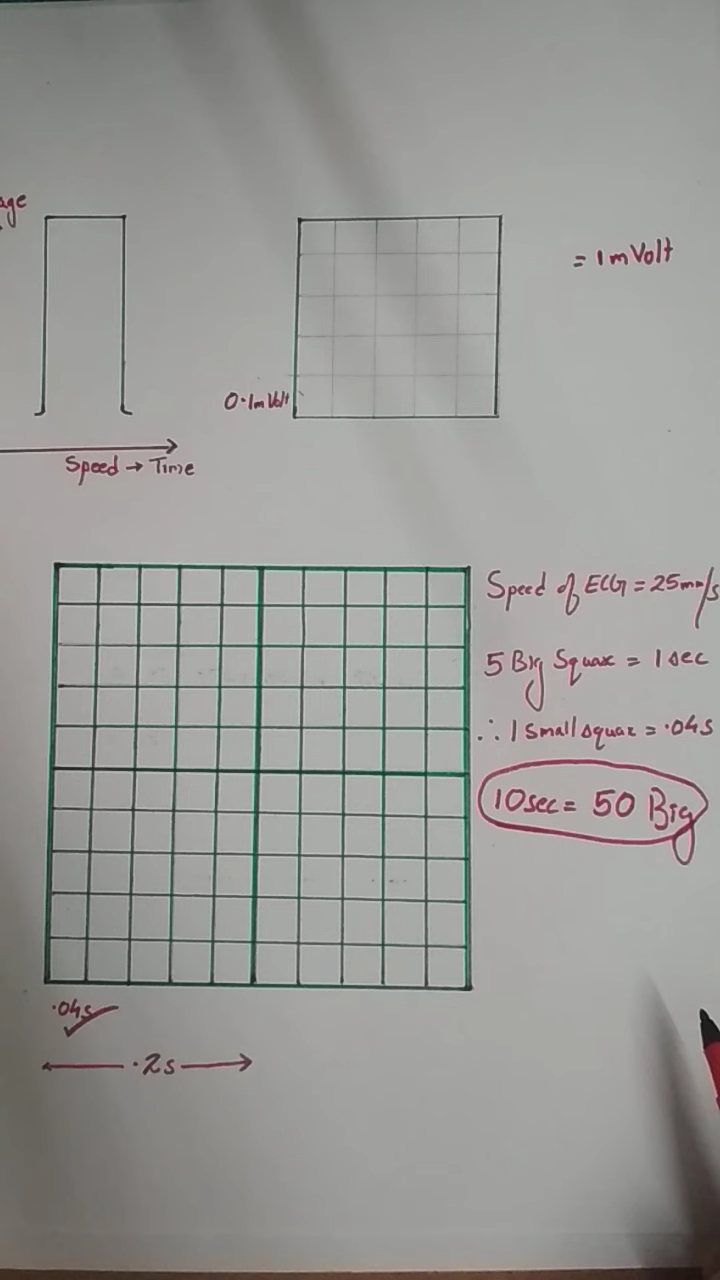 = 1 mVolt
0.1mVolt
Speed → Time
Speed of ECG = 25mm/s
5 Big Square = 1 sec
∴ 1 Small square = .04s
10sec = 50 Big
.04s
.2s